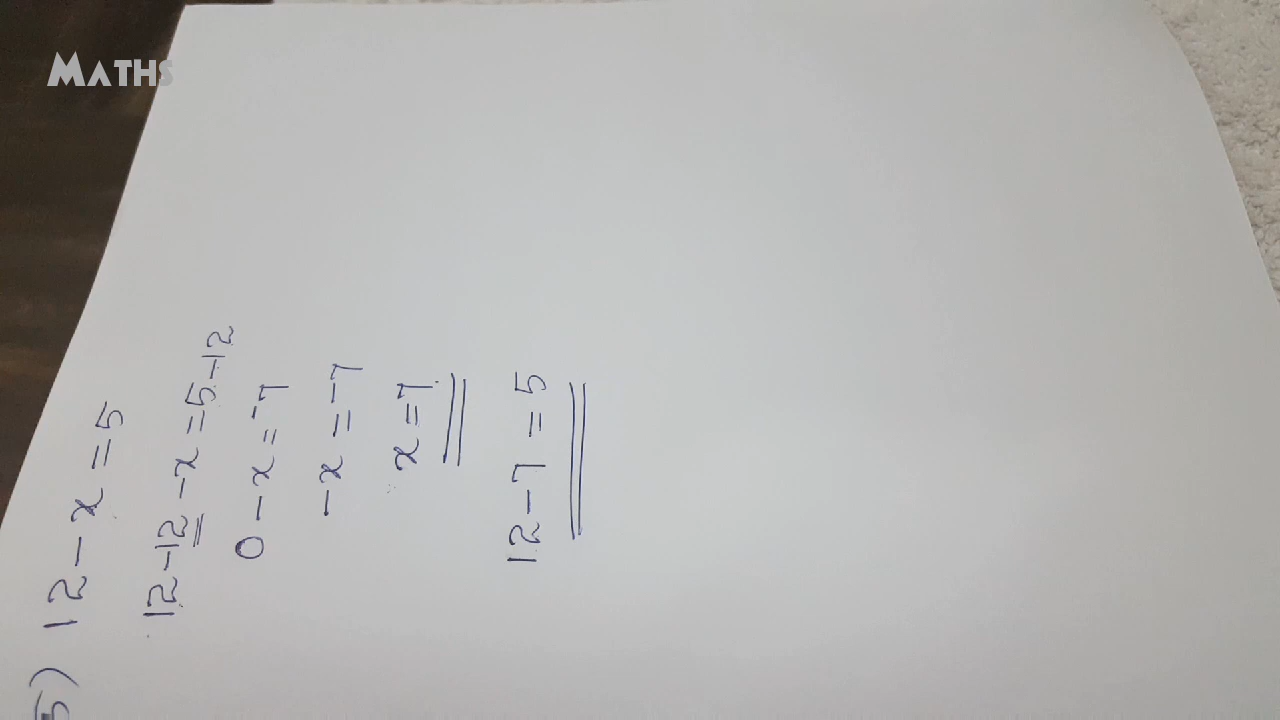 MATHS
5) 12 - x = 5
12 - 12 - x = 5 - 12
0 - x = -7
-x = -7
x = 7
12 - 7 = 5